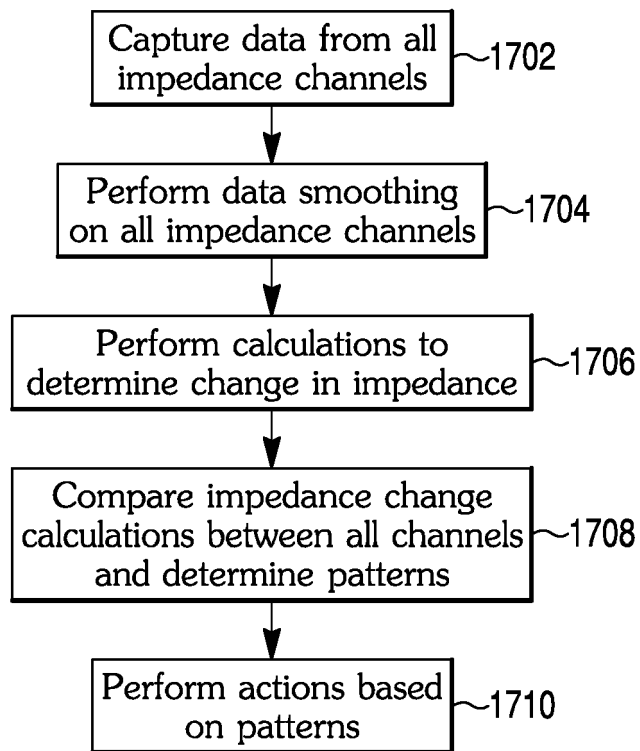 Capture data from all
impedance channels
1702
Perform data smoothing
on all impedance channels
1704
Perform calculations to
determine change in impedance
1706
Compare impedance change
calculations between all channels
and determine patterns
1708
Perform actions based
on patterns
1710